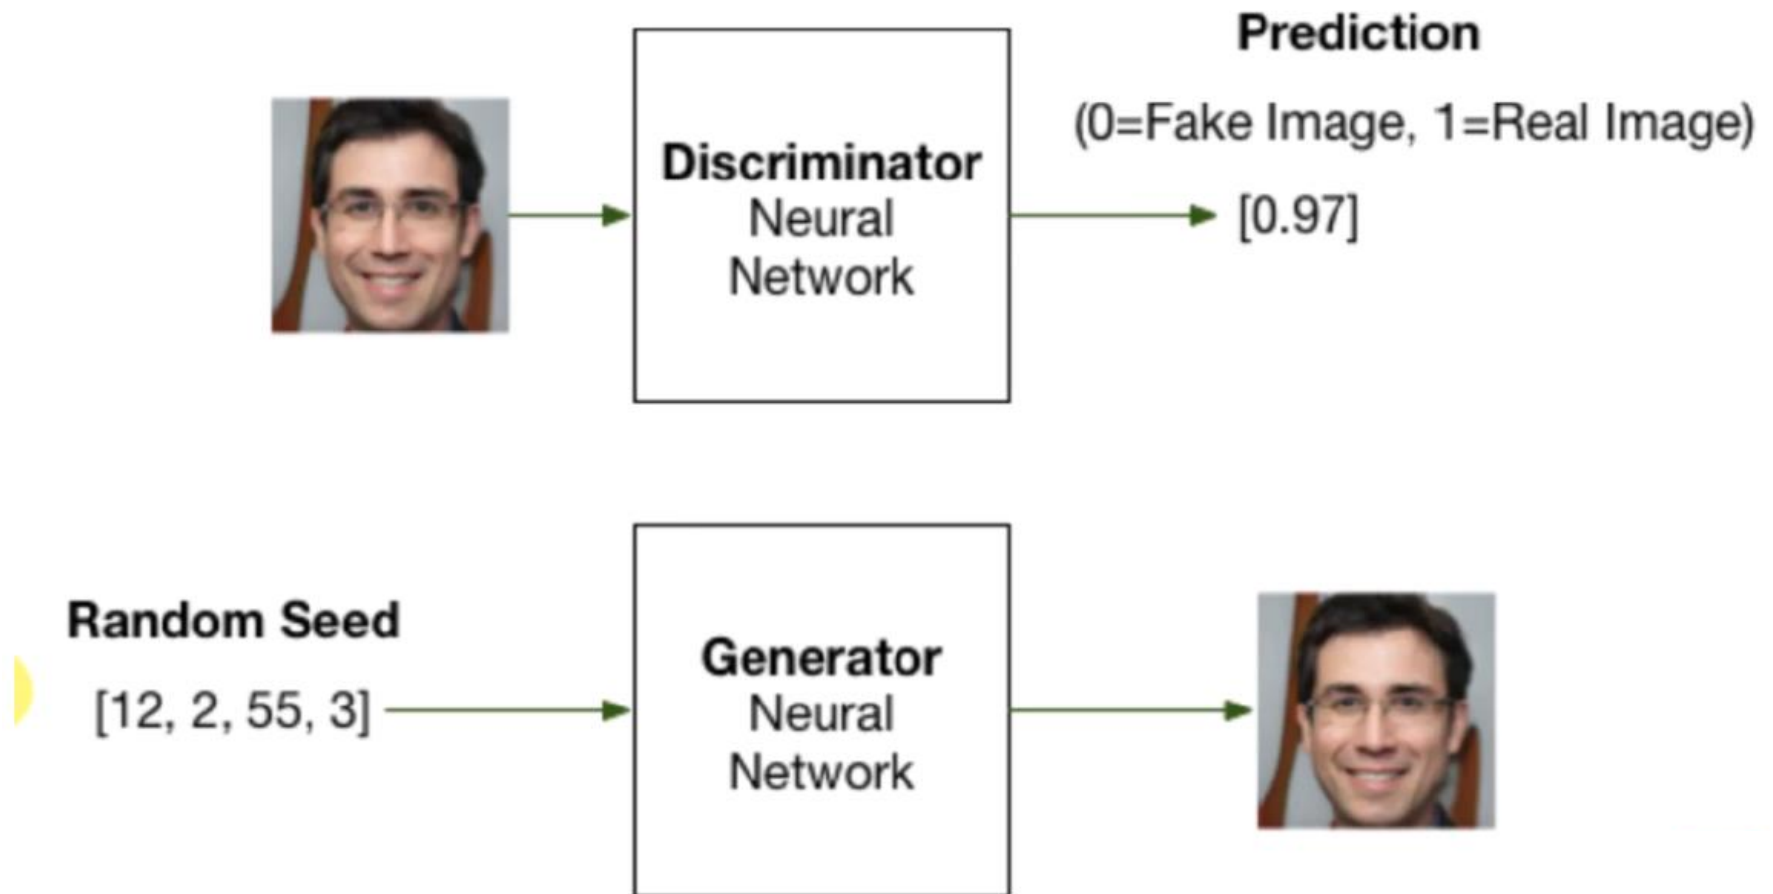 Prediction
(0=Fake Image, 1=Real Image)
Discriminator
Neural
Network
[0.97]
Random Seed
[12, 2, 55, 3]
Generator
Neural
Network